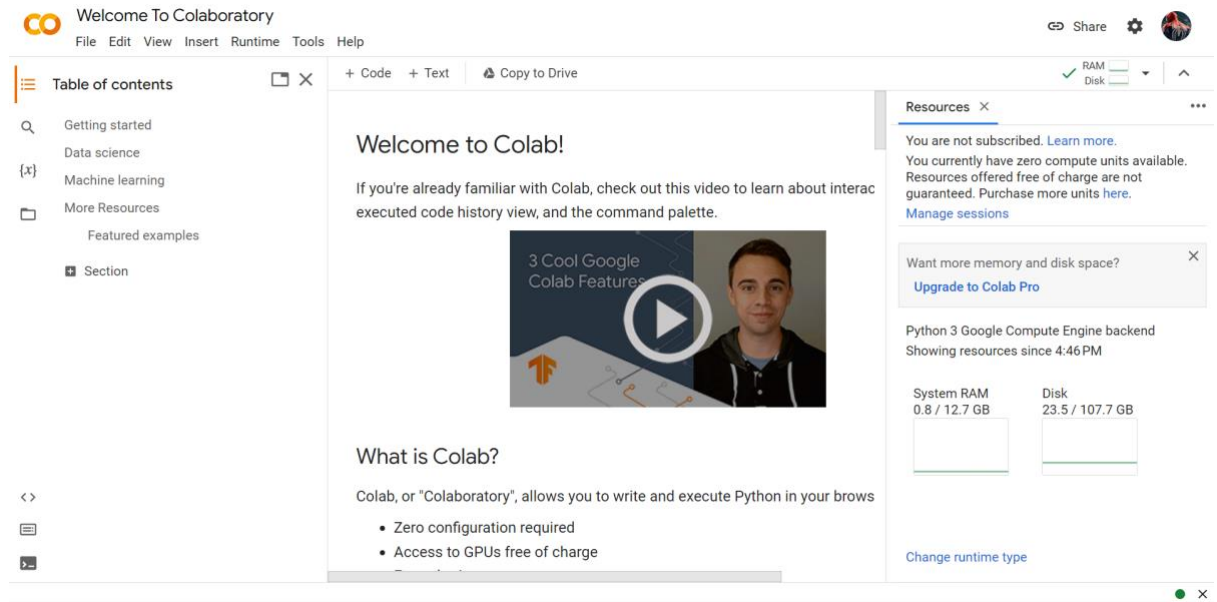 Welcome To Colaboratory
File Edit View Insert Runtime Tools Help
Share
Table of contents
Getting started
Data science
Machine learning
More Resources
Featured examples
Section
{x}
+ Code + Text Copy to Drive
RAM
Disk
Welcome to Colab!
If you're already familiar with Colab, check out this video to learn about interac
executed code history view, and the command palette.
3 Cool Google
Colab Features
What is Colab?
Colab, or "Colaboratory", allows you to write and execute Python in your brows
• Zero configuration required
• Access to GPUs free of charge
Resources
You are not subscribed. Learn more.
You currently have zero compute units available.
Resources offered free of charge are not
guaranteed. Purchase more units here.
Manage sessions
Want more memory and disk space?
Upgrade to Colab Pro
Python 3 Google Compute Engine backend
Showing resources since 4:46 PM
System RAM
0.8 / 12.7 GB
Disk
23.5 / 107.7 GB
Change runtime type